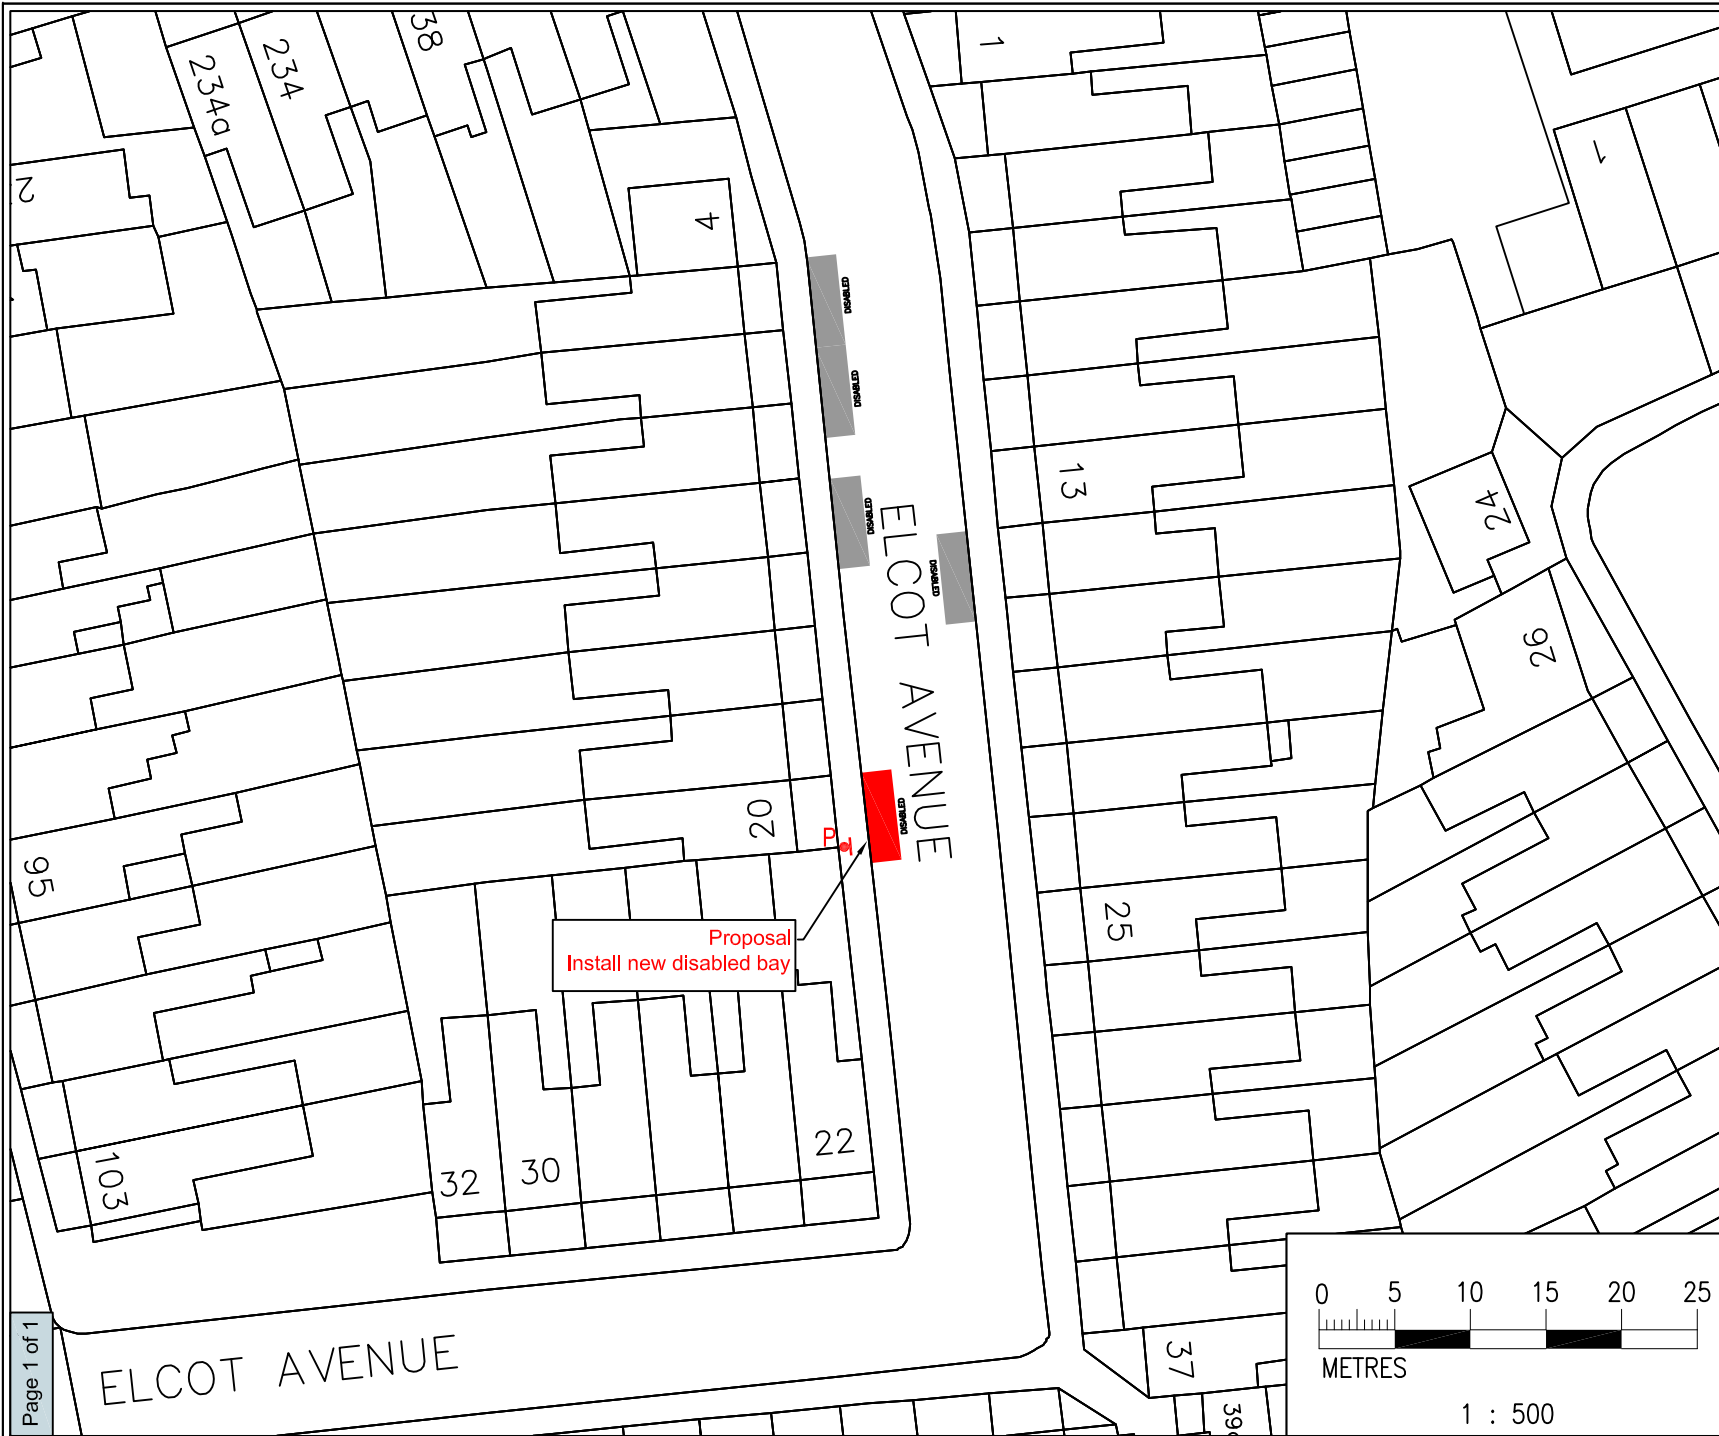 38
234
234a
1
1
4
DISABLED
DISABLED
DISABLED
DISABLED
DISABLED
ELCOT AVENUE
13
24
26
20
P
95
25
Proposal
Install new disabled bay
22
30
32
103
37
ELCOT AVENUE
Page 1 of 1
0 5 10 15 20 25
METRES
1 : 500